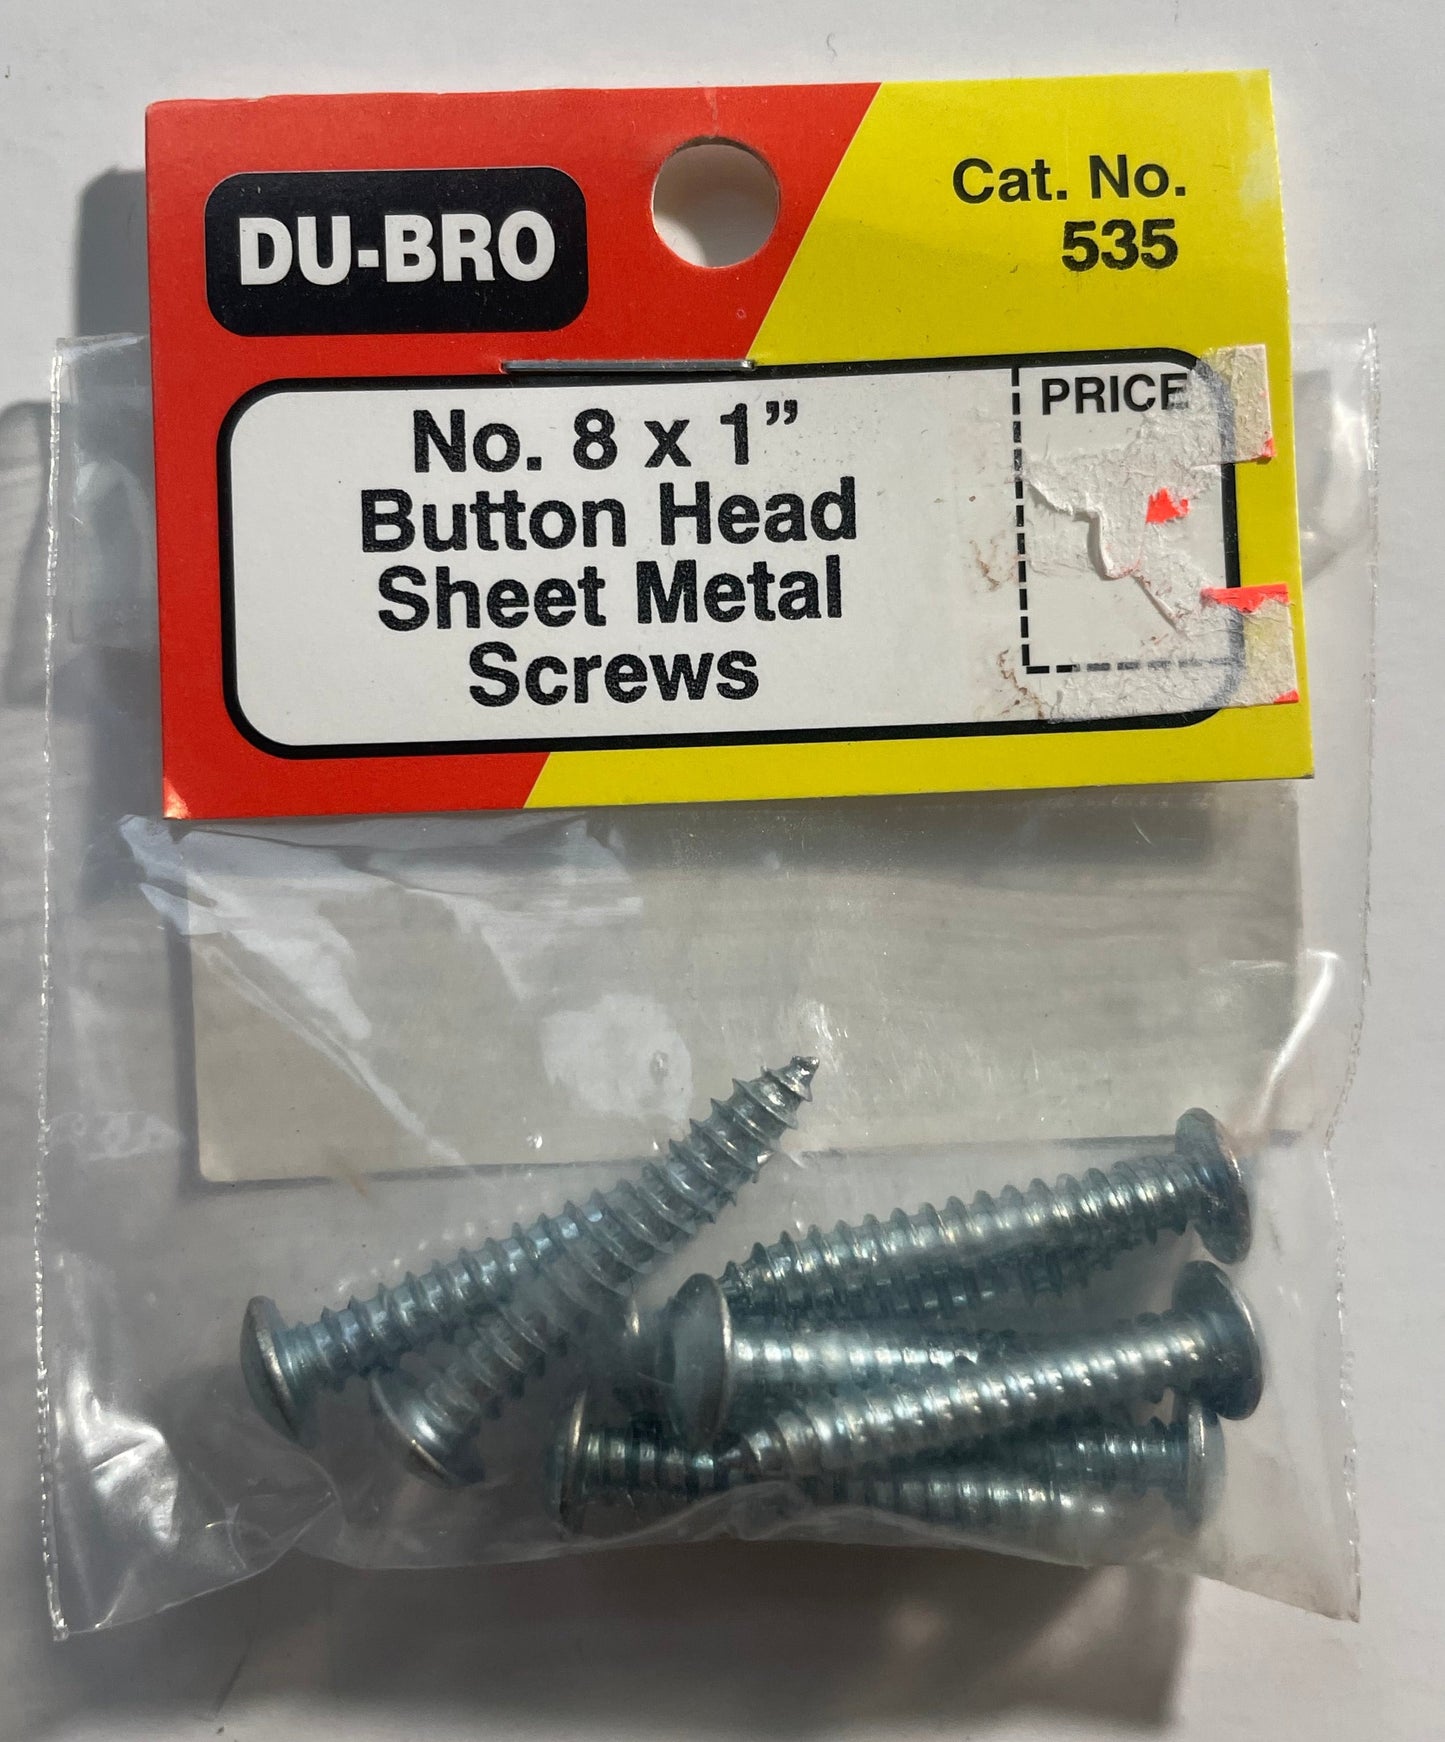 DU-BRO
Cat. No.
535
No. 8 x 1”
Button Head
Sheet Metal
Screws
PRICE